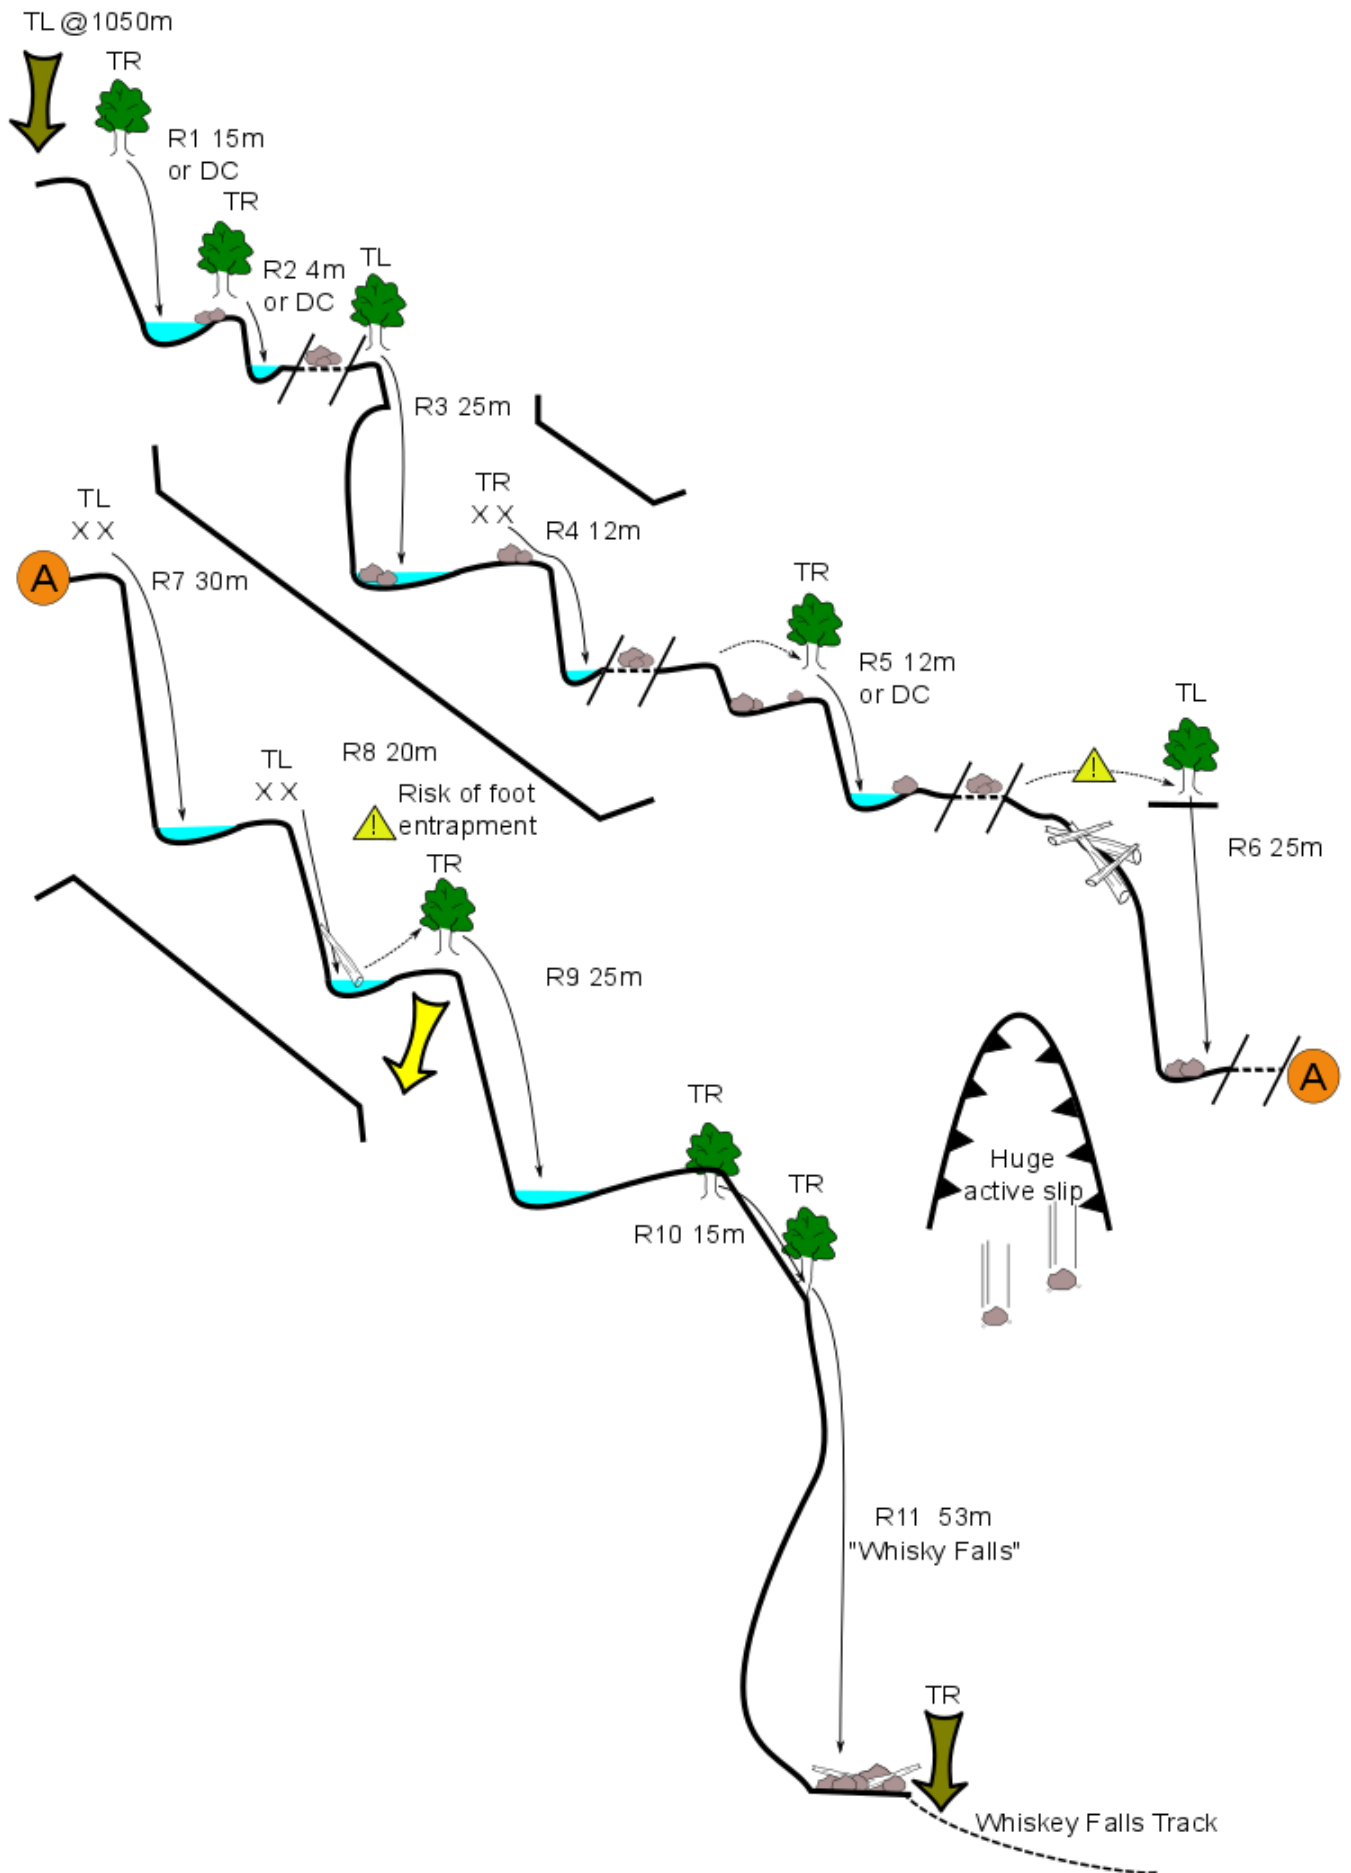 TL @1050m
TR
R1 15m
or DC
TR
R2 4m
or DC
TL
R3 25m
TR
X X
R4 12m
TR
R5 12m
or DC
TL
R6 25m
A
TL
X X
A
R7 30m
TL
X X
R8 20m
Risk of foot
entrapment
!
!
TR
R9 25m
TR
R10 15m
TR
Huge
active slip
R11 53m
"Whisky Falls"
TR
Whiskey Falls Track